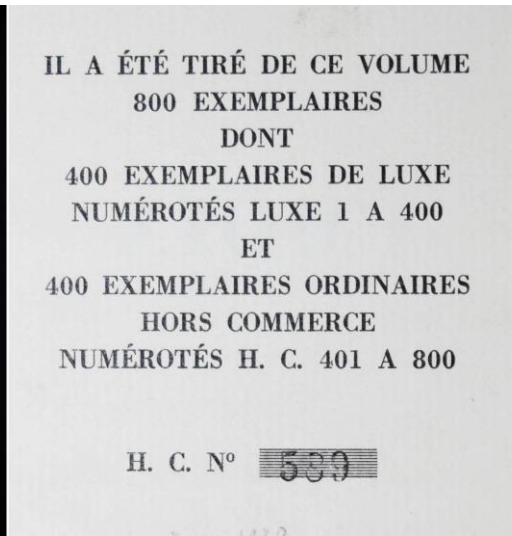 IL A ÉTÉ TIRÉ DE CE VOLUME
800 EXEMPLAIRES
DONT
400 EXEMPLAIRES DE LUXE
NUMÉROTÉS LUXE 1 A 400
ET
400 EXEMPLAIRES ORDINAIRES
HORS COMMERCE
NUMÉROTÉS H. C. 401 A 800
H. C. Nº